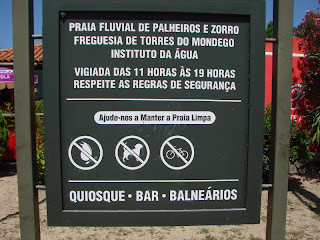 PRAIA FLUVIAL DE PALHEIROS E ZORRO
FREGUESIA DE TORRES DO MONDEGO
INSTITUTO DA ÁGUA
VIGIADA DAS 11 HORAS ÀS 19 HORAS
RESPEITE AS REGRAS DE SEGURANÇA
Ajude-nos a Manter a Praia Limpa
QUIOSQUE • BAR • BALNEÁRIOS